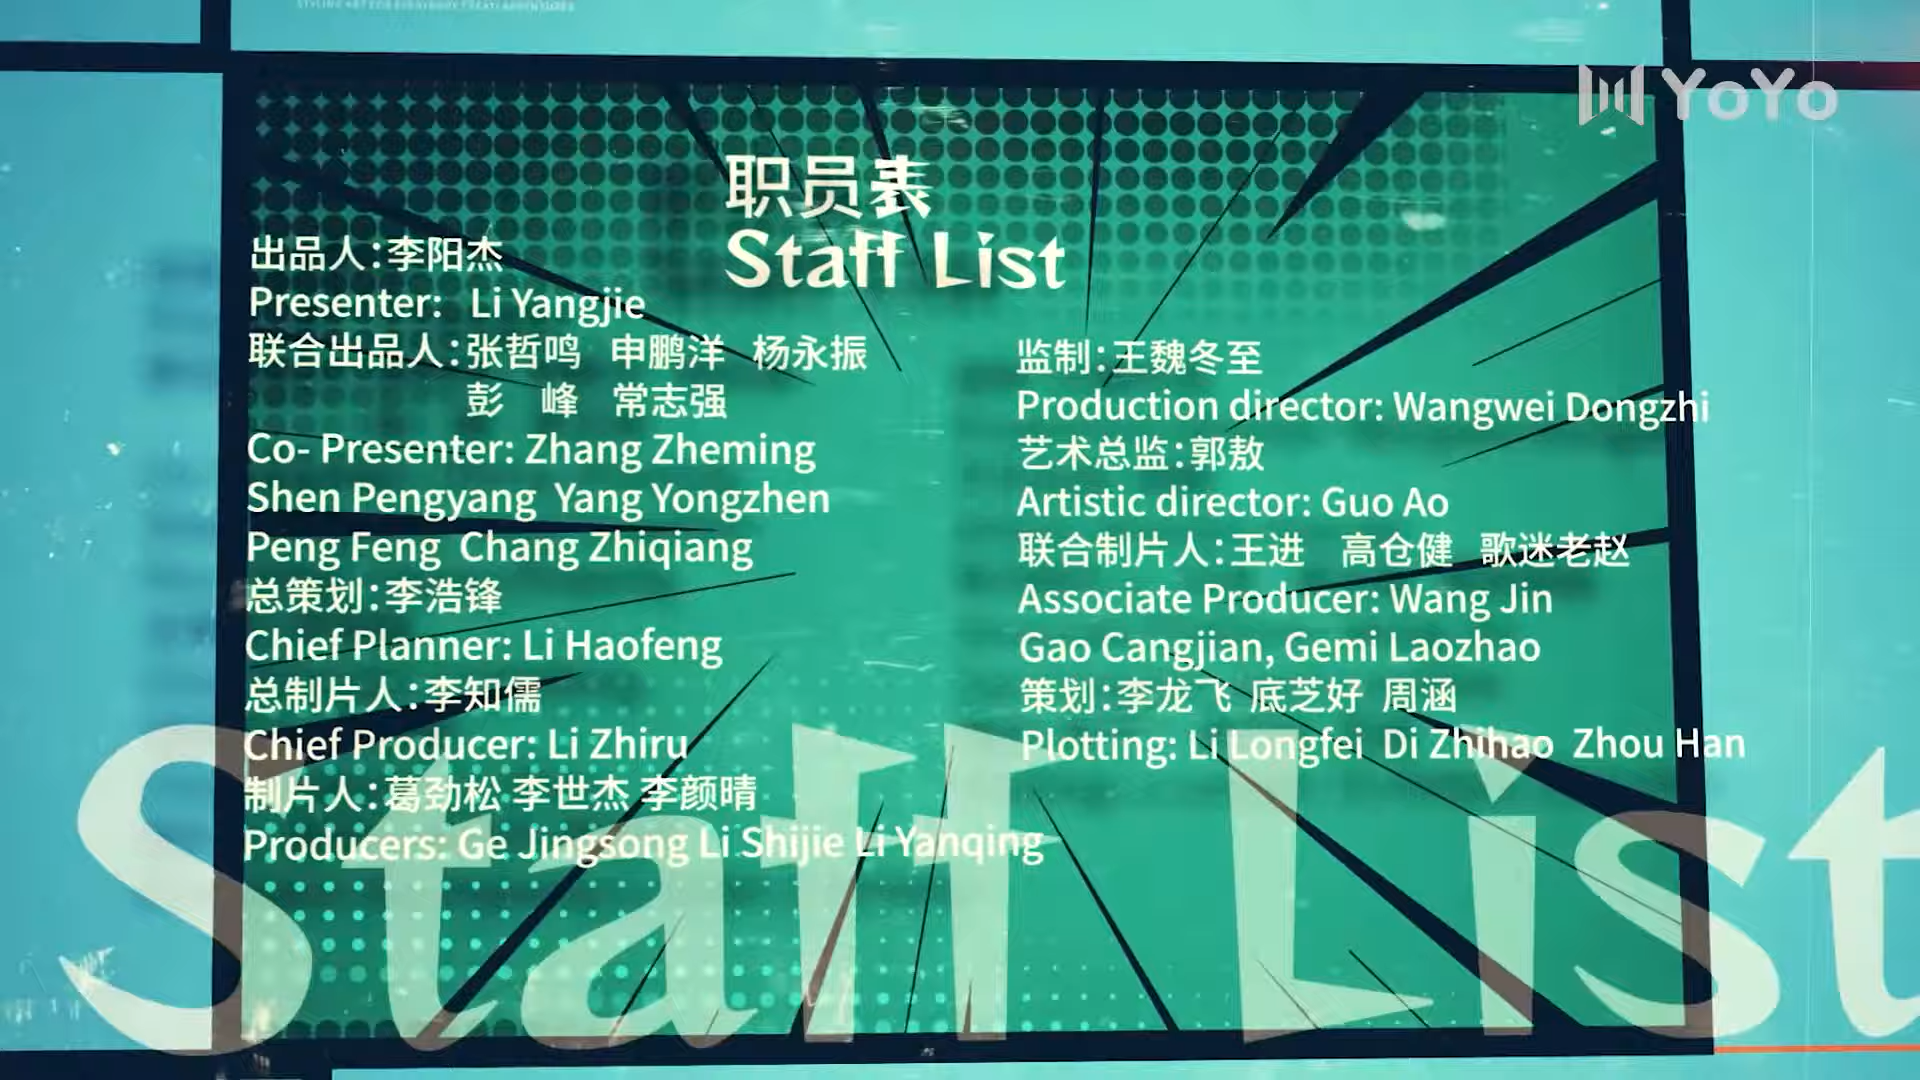 YoYo
职员表
Staff List
出品人：李阳杰
Presenter: Li Yangjie
联合出品人：张哲鸣 申鹏洋 杨永振
彭 峰 常志强
Co- Presenter: Zhang Zheming
Shen Pengyang Yang Yongzhen
Peng Feng Chang Zhiqiang
总策划：李浩锋
Chief Planner: Li Haofeng
总制片人：李知儒
Chief Producer: Li Zhiru
制片人：葛劲松 李世杰 李颜晴
Producers: Ge Jingsong Li Shijie Li Yanqing
监制：王魏冬至
Production director: Wangwei Dongzhi
艺术总监：郭敖
Artistic director: Guo Ao
联合制片人：王进 高仓健 歌迷老赵
Associate Producer: Wang Jin
Gao Cangjian, Gemi Laozhao
策划：李龙飞 底芝好 周涵
Plotting: Li Longfei Di Zhihao Zhou Han
Staff List